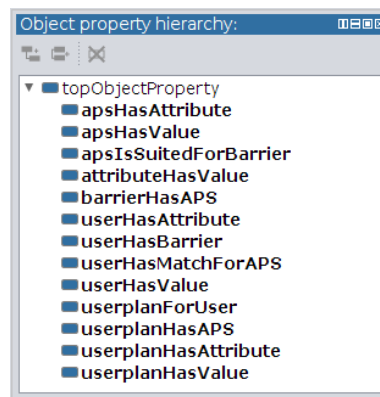 Object property hierarchy:
topObjectProperty
apsHasAttribute
apsHasValue
apsIsSuitedForBarrier
attributeHasValue
barrierHasAPS
userHasAttribute
userHasBarrier
userHasMatchForAPS
userHasValue
userplanForUser
userplanHasAPS
userplanHasAttribute
userplanHasValue